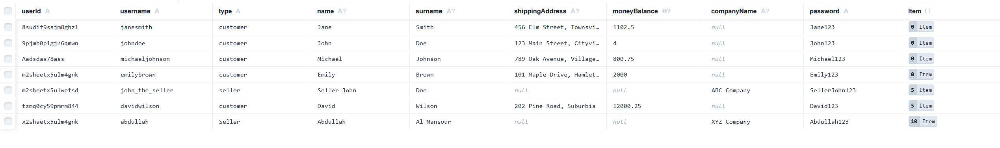 userId A username A type A name A? surname A? shippingAddress A? moneyBalance #? companyName A? password A Item []
8sudif9ssjm8ghz1 janesmith customer Jane Smith 456 Elm Street, Townsvi… 1102.5 null Jane123 0 Item
9pjmh0p1gjn6qmwn johndoe customer John Doe 123 Main Street, Cityvi… 4 null John123 0 Item
Aadsdas78ass michaeljohnson customer Michael Johnson 789 Oak Avenue, Village… 800.75 null Michael123 0 Item
m2sheetx5ulm4gnk emilybrown customer Emily Brown 101 Maple Drive, Hamlet… 2000 null Emily123 0 Item
m2sheetx5ulwefsd john_the_seller seller Seller John Doe null null ABC Company SellerJohn123 5 Item
tzmq0cy59pmrm844 davidwilson customer David Wilson 202 Pine Road, Suburbia 12000.25 null David123 5 Item
x2shaetx5ulm4gnk abdullah Seller Abdullah Al-Mansour null null XYZ Company Abdullah123 10 Item